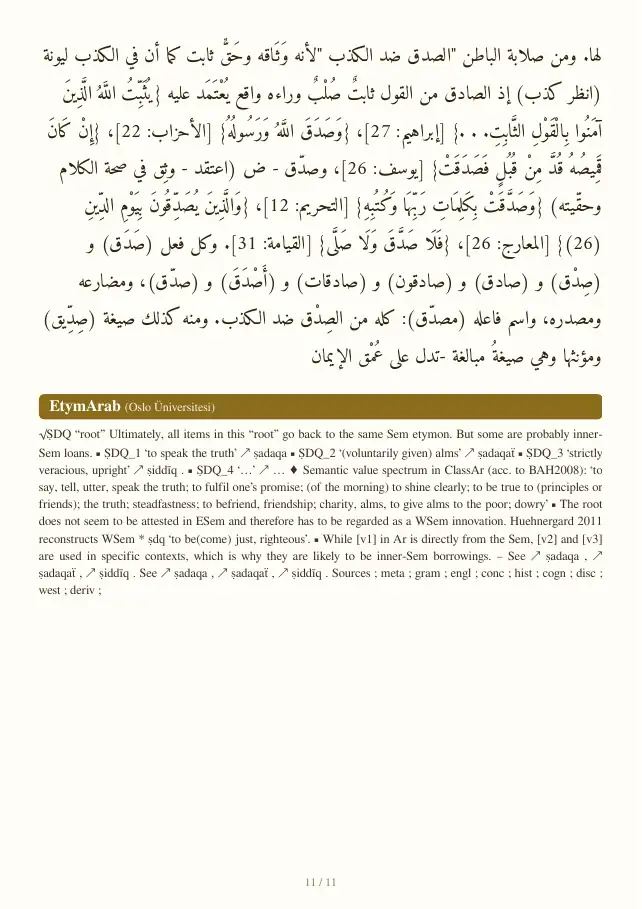 لها. ومن صلابة الباطن "الصدق ضد الكذب "لأنه وَثَاقه وحَقٌّ ثابت كما أن في الكذب ليونة
(انظر كذب) إذ الصادق من القول ثابتٌ صُلْبٌ وراءه واقع يُعْتَمَد عليه {يُثَبِّتُ اللَّهُ الَّذِينَ
آمَنُوا بِالْقَوْلِ الثَّابِتِ. . .} [إبراهيم: 27]، {وَصَدَقَ اللَّهُ وَرَسُولُهُ} [الأحزاب: 22]، {إِنْ كَانَ
قَمِيصُهُ قُدَّ مِنْ قُبُلٍ فَصَدَقَتْ} [يوسف: 26]، وصدّق - ض (اعتقد - وثِق في صحة الكلام
وحقّيته) {وَصَدَّقَتْ بِكَلِمَاتِ رَبِّهَا وَكُتُبِهِ} [التحريم: 12]، {وَالَّذِينَ يُصَدِّقُونَ بِيَوْمِ الدِّينِ
(26)} [المعارج: 26]، {فَلَا صَدَّقَ وَلَا صَلَّى} [القيامة: 31]. وكل فعل (صَدَق) و
(صِدْق) و (صادق) و (صادقون) و (صادقات) و (أَصْدَقَ) و (صدّق)، ومضارعه
ومصدره، واسم فاعله (مصدّق): كله من الصِدْق ضد الكذب. ومنه كذلك صيغة (صِدِّيق)
ومؤنثها وهي صيغةُ مبالغة -تدل على عُمْق الإيمان
EtymArab (Oslo Üniversitesi)
√ṢDQ “root” Ultimately, all items in this “root” go back to the same Sem etymon. But some are probably inner-
Sem loans. ▪ ṢDQ_1 ‘to speak the truth’ ↗ ṣadaqa ▪ ṢDQ_2 ‘(voluntarily given) alms’ ↗ ṣadaqaẗ ▪ ṢDQ_3 ‘strictly
veracious, upright’ ↗ ṣiddīq . ▪ ṢDQ_4 ‘…’ ↗ … ♦ Semantic value spectrum in ClassAr (acc. to BAH2008): ‘to
say, tell, utter, speak the truth; to fulfil one’s promise; (of the morning) to shine clearly; to be true to (principles or
friends); the truth; steadfastness; to befriend, friendship; charity, alms, to give alms to the poor; dowry’ ▪ The root
does not seem to be attested in ESem and therefore has to be regarded as a WSem innovation. Huehnergard 2011
reconstructs WSem * ṣdq ‘to be(come) just, righteous’. ▪ While [v1] in Ar is directly from the Sem, [v2] and [v3]
are used in specific contexts, which is why they are likely to be inner-Sem borrowings. – See ↗ ṣadaqa , ↗
ṣadaqaẗ , ↗ ṣiddīq . See ↗ ṣadaqa , ↗ ṣadaqaẗ , ↗ ṣiddīq . Sources ; meta ; gram ; engl ; conc ; hist ; cogn ; disc ;
west ; deriv ;
11 / 11